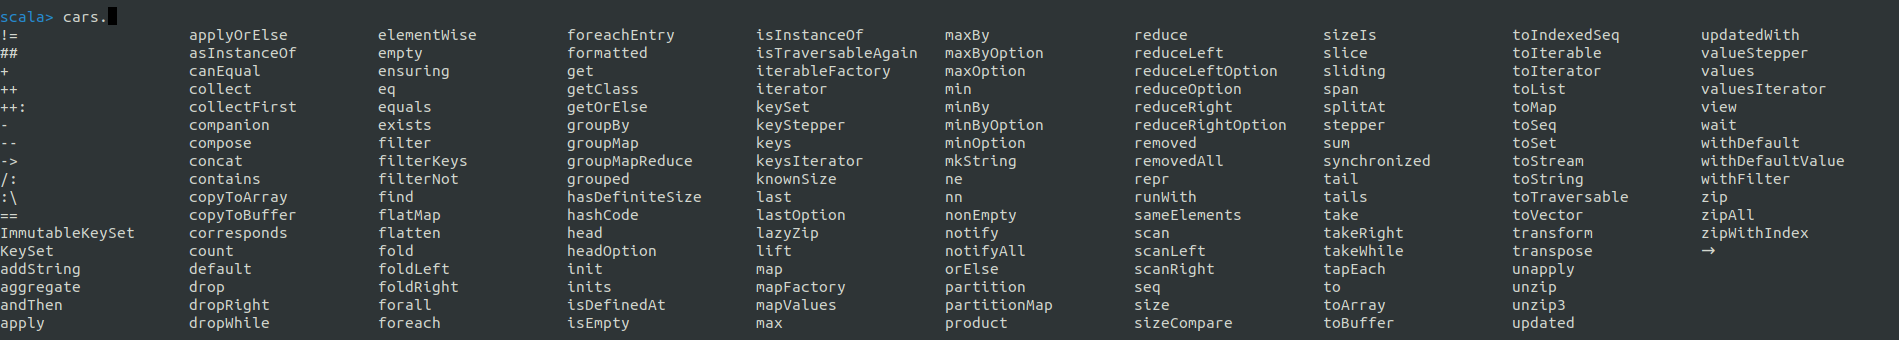 scala> cars.
!= applyOrElse elementWise foreachEntry isInstanceOf maxBy reduce sizeIs toIndexedSeq updatedWith
## asInstanceOf empty formatted isTraversableAgain maxByOption reduceLeft slice toIterable valueStepper
+ canEqual ensuring get iterableFactory maxOption reduceLeftOption sliding toIterator values
++ collect eq getClass iterator min reduceOption span toList valuesIterator
++: collectFirst equals getOrElse keySet minBy reduceRight splitAt toMap view
- companion exists groupBy keyStepper minByOption reduceRightOption stepper toSeq wait
-- compose filter groupMap keys minOption removed sum toSet withDefault
-> concat filterKeys groupMapReduce keysIterator mkString removedAll synchronized toStream withDefaultValue
/: contains filterNot grouped knownSize ne repr tail toString withFilter
:\ copyToArray find hasDefiniteSize last nn runWith tails toTraversable zip
== copyToBuffer flatMap hashCode lastOption nonEmpty sameElements take toVector zipAll
ImmutableKeySet corresponds flatten head lazyZip notify scan takeRight transform zipWithIndex
KeySet count fold headOption lift notifyAll scanLeft takeWhile transpose →
addString default foldLeft init map orElse scanRight tapEach unapply
aggregate drop foldRight inits mapFactory partition seq to unzip
andThen dropRight forall isDefinedAt mapValues partitionMap size toArray unzip3
apply dropWhile foreach isEmpty max product sizeCompare toBuffer updated